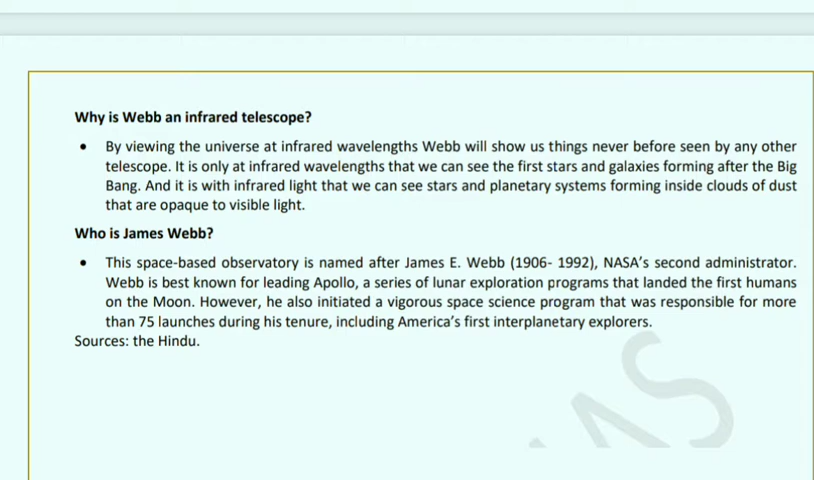 Why is Webb an infrared telescope?
• By viewing the universe at infrared wavelengths Webb will show us things never before seen by any other
telescope. It is only at infrared wavelengths that we can see the first stars and galaxies forming after the Big
Bang. And it is with infrared light that we can see stars and planetary systems forming inside clouds of dust
that are opaque to visible light.
Who is James Webb?
• This space-based observatory is named after James E. Webb (1906- 1992), NASA’s second administrator.
Webb is best known for leading Apollo, a series of lunar exploration programs that landed the first humans
on the Moon. However, he also initiated a vigorous space science program that was responsible for more
than 75 launches during his tenure, including America’s first interplanetary explorers.
Sources: the Hindu.